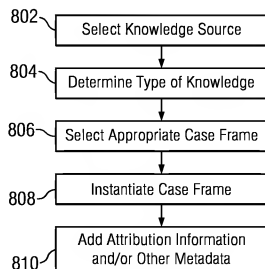 802 Select Knowledge Source
804 Determine Type of Knowledge
806 Select Appropriate Case Frame
808 Instantiate Case Frame
Add Attribution Information
810 and/or Other Metadata